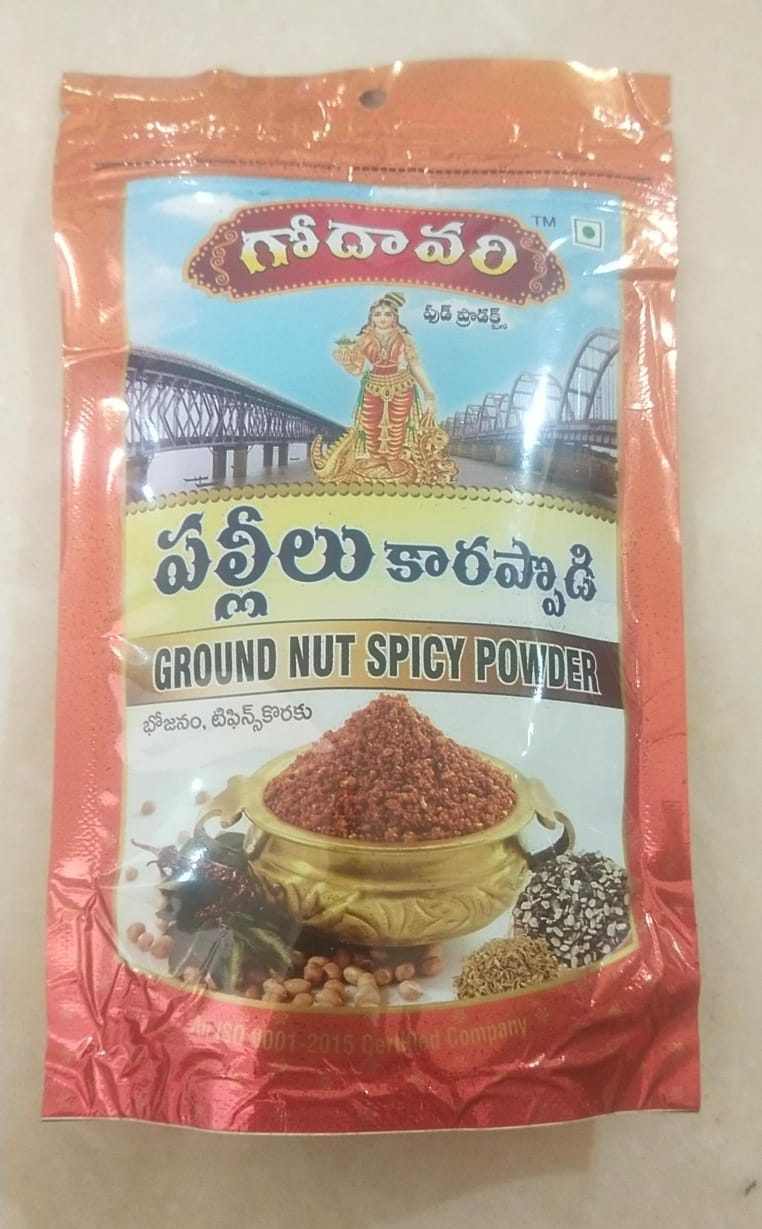 గోదావరి TM
ఫుడ్ ప్రొడక్ట్స్
పల్లీలు కారప్పొడి
GROUND NUT SPICY POWDER
భోజనం, టిఫిన్స్‌కొరకు
An ISO 9001-2015 Certified Company